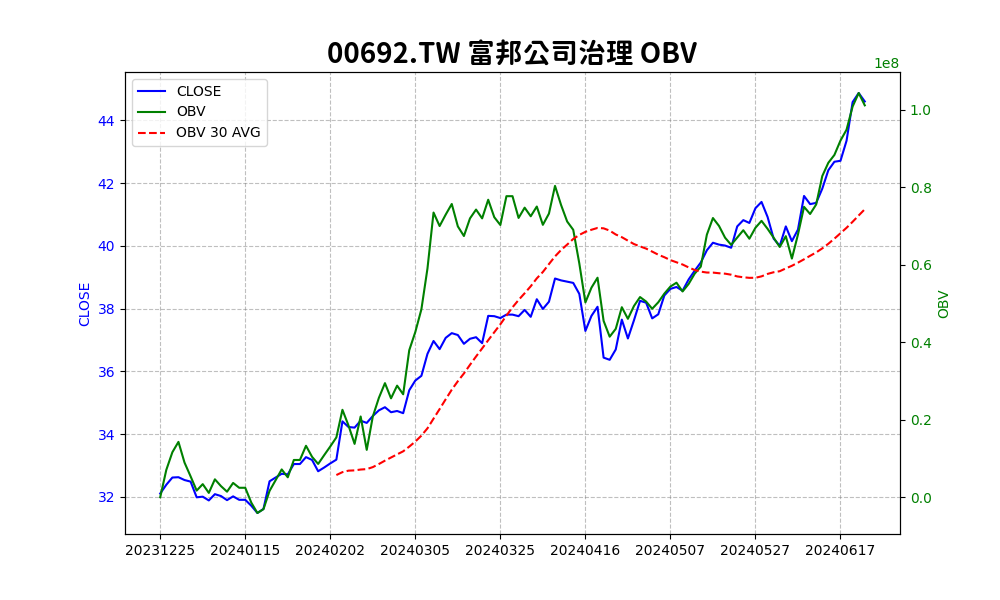 00692.TW 富邦公司治理 OBV
1e8
CLOSE
OBV
OBV 30 AVG
44
42
40
38
36
34
32
CLOSE
1.0
0.8
0.6
0.4
0.2
0.0
OBV
20231225 20240115 20240202 20240305 20240325 20240416 20240507 20240527 20240617